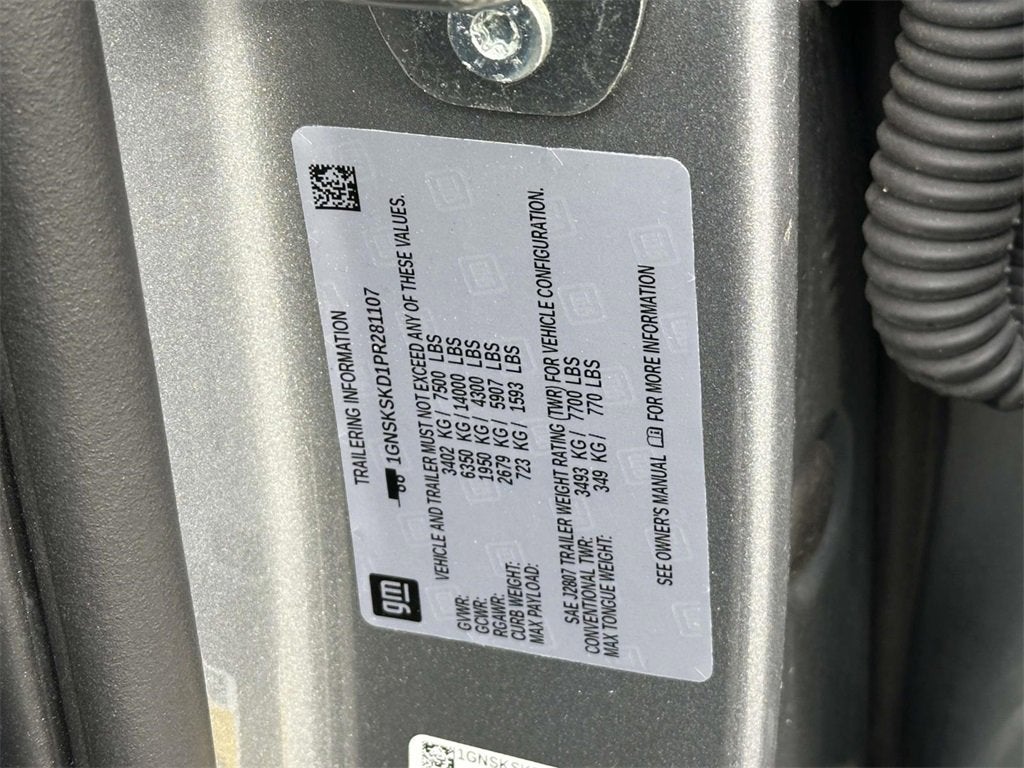 gm
TRAILERING INFORMATION
1GNSKSKD1PR281107
VEHICLE AND TRAILER MUST NOT EXCEED ANY OF THESE VALUES.
GVWR: 3402 KG / 7500 LBS
GCWR: 6350 KG / 14000 LBS
RGAWR: 1950 KG / 4300 LBS
CURB WEIGHT: 2679 KG / 5907 LBS
MAX PAYLOAD: 723 KG / 1593 LBS
SAE J2807 TRAILER WEIGHT RATING (TWR) FOR VEHICLE CONFIGURATION.
CONVENTIONAL TWR: 3493 KG / 7700 LBS
MAX TONGUE WEIGHT: 349 KG / 770 LBS
SEE OWNER'S MANUAL FOR MORE INFORMATION